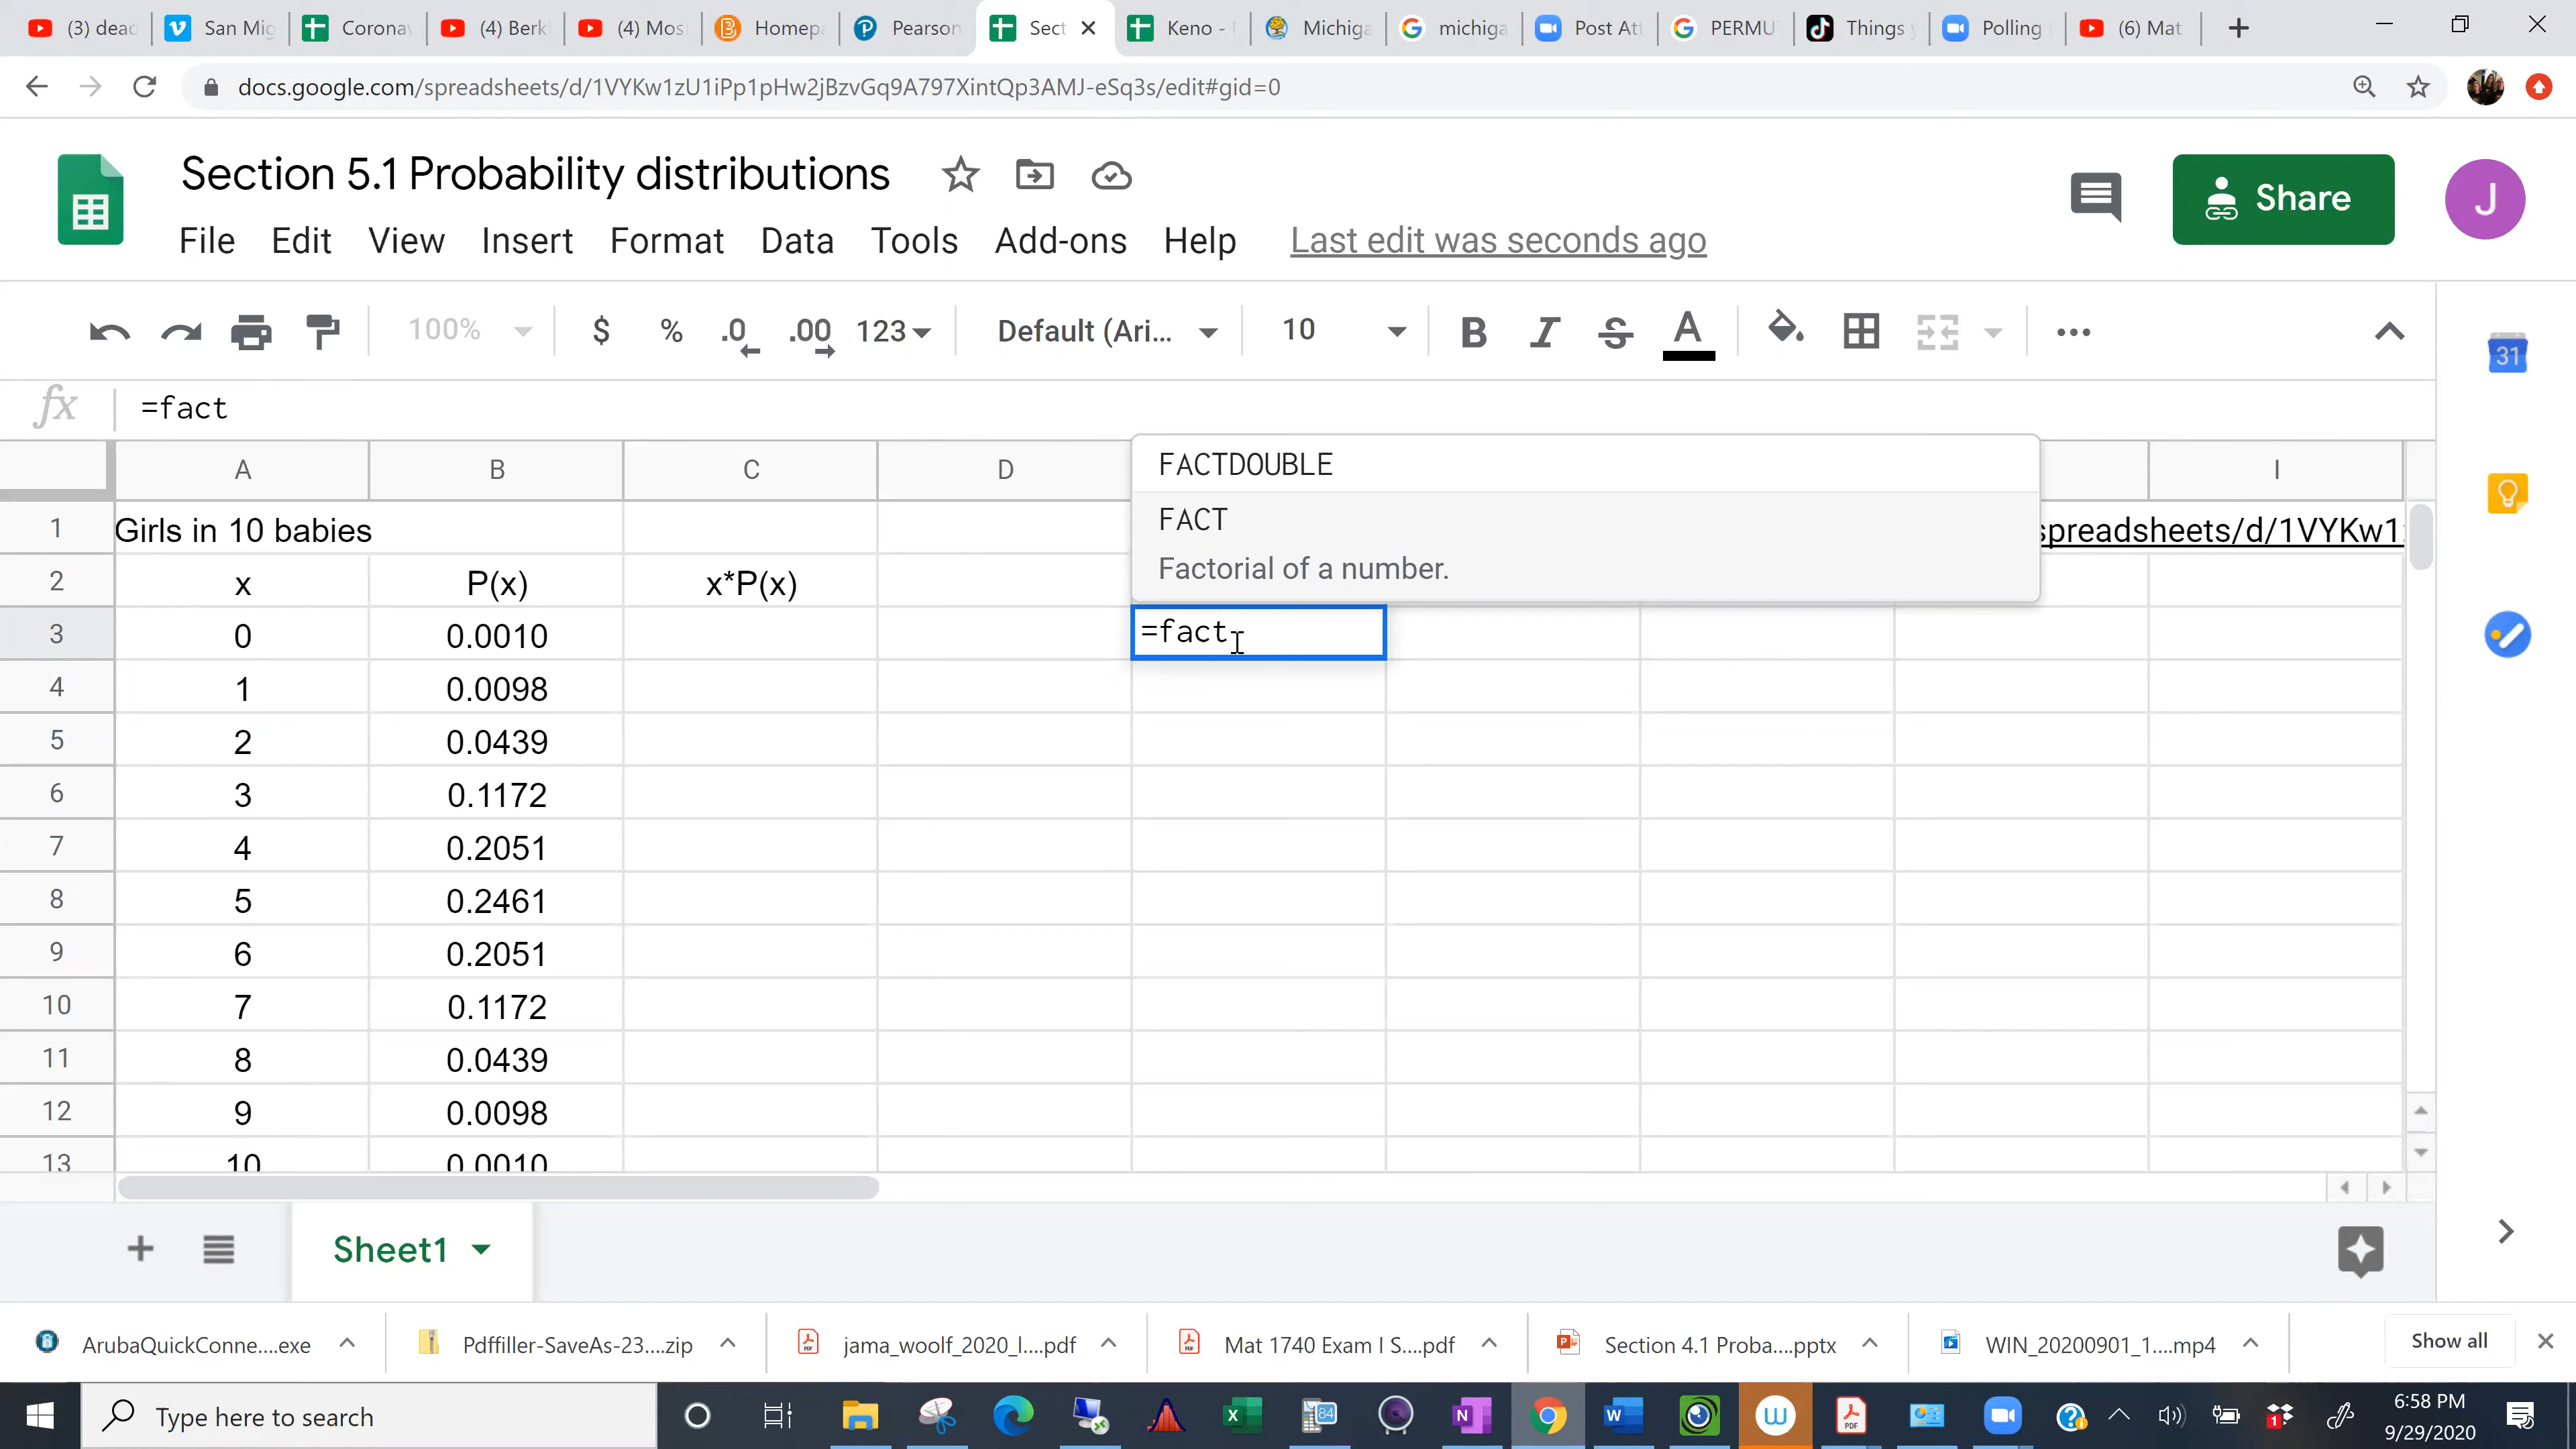 (3) dead San Mig Coronav (4) Berk (4) Mos Homepa Pearson Sect Keno - Michiga michiga Post Att PERMU Things y Polling (6) Mat
docs.google.com/spreadsheets/d/1VYKw1zU1iPp1pHw2jBzvGq9A797XintQp3AMJ-eSq3s/edit#gid=0
Section 5.1 Probability distributions
File Edit View Insert Format Data Tools Add-ons Help Last edit was seconds ago
Share
J
100% $ % .0 .00 123 Default (Ari... 10 B I S A
31
fx =fact
A B C D I
FACTDOUBLE
FACT
Factorial of a number.
1 Girls in 10 babies spreadsheets/d/1VYKw1
2 x P(x) x*P(x)
3 0 0.0010 =fact
4 1 0.0098
5 2 0.0439
6 3 0.1172
7 4 0.2051
8 5 0.2461
9 6 0.2051
10 7 0.1172
11 8 0.0439
12 9 0.0098
13 10 0.0010
Sheet1
ArubaQuickConne....exe Pdffiller-SaveAs-23....zip jama_woolf_2020_l....pdf Mat 1740 Exam I S....pdf Section 4.1 Proba....pptx WIN_20200901_1....mp4 Show all
Type here to search
6:58 PM
9/29/2020